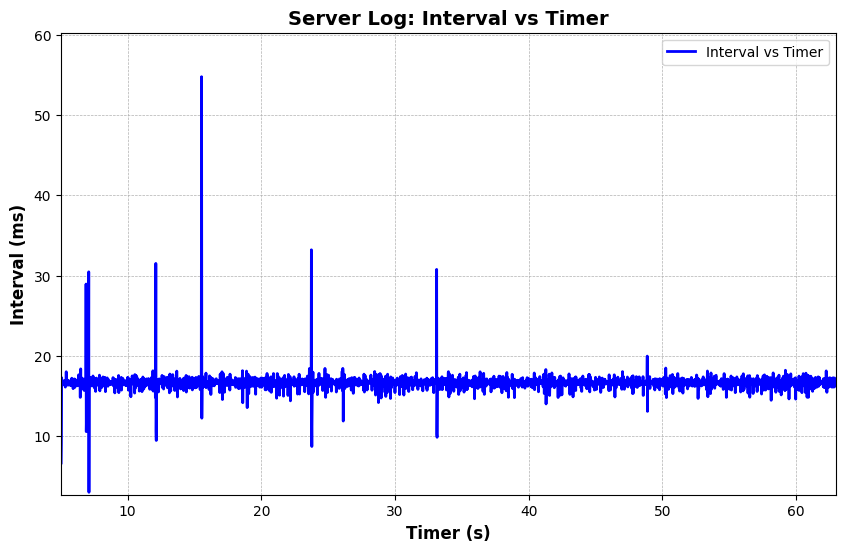 Server Log: Interval vs Timer
Interval vs Timer
60
50
40
30
20
10
Interval (ms)
10 20 30 40 50 60
Timer (s)